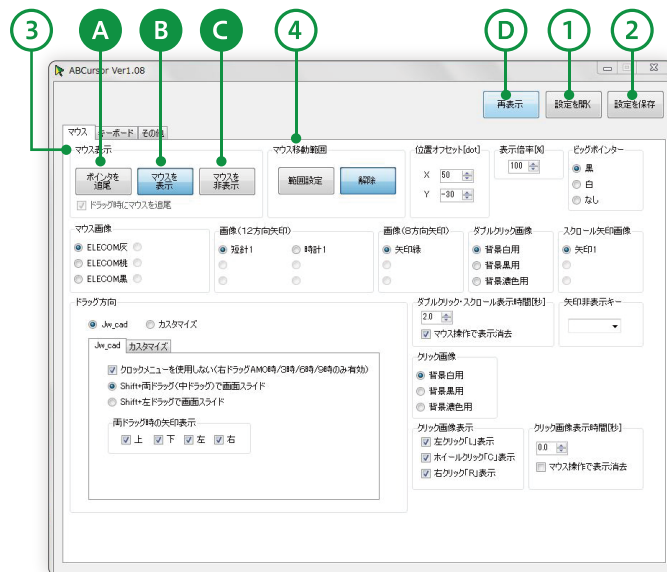 3 A B C 4 D 1 2
ABCursor Ver1.08
再表示 設定を開く 設定を保存
マウス キーボード その他
マウス表示 マウス移動範囲 位置オフセット[dot] 表示倍率[%] ビッグポインター
ポインタを追尾 マウスを表示 マウスを非表示 範囲設定 解除 X 50 100 黒
Y -30 白
ドラッグ時にマウスを追尾 なし
マウス画像 画像(12方向矢印) 画像(8方向矢印) ダブルクリック画像 スクロール矢印画像
ELECOM灰 短針1 時計1 矢印緑 背景白用 矢印1
ELECOM桃 背景黒用
ELECOM黒 背景濃色用
ドラッグ方向 ダブルクリック・スクロール表示時間[秒] 矢印非表示キー
Jw_cad カスタマイズ 2.0
マウス操作で表示消去
Jw_cad カスタマイズ
クリック画像
クロックメニューを使用しない(右ドラッグAM0時/3時/6時/9時のみ有効) 背景白用
Shift+両ドラッグ(中ドラッグ)で画面スライド 背景黒用
Shift+左ドラッグで画面スライド 背景濃色用
両ドラッグ時の矢印表示 クリック画像表示 クリック画像表示時間[秒]
上 下 左 右 左クリック「L」表示 0.0
ホイールクリック「C」表示
右クリック「R」表示 マウス操作で表示消去